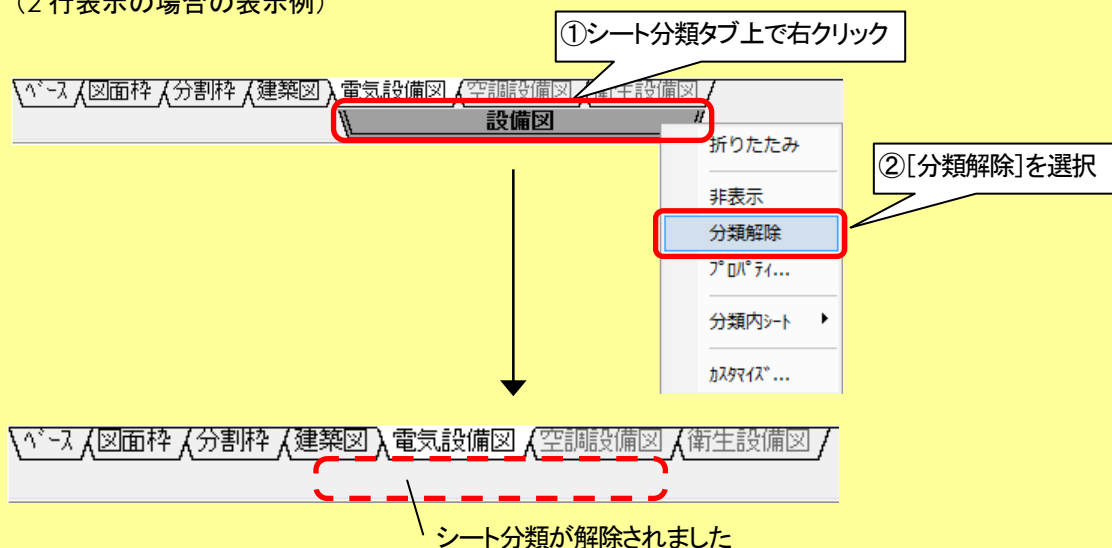 （2 行表示の場合の表示例）
①シート分類タブ上で右クリック
ﾍﾞｰｽ 図面枠 分割枠 建築図 電気設備図 空調設備図 衛生設備図
設備図
折りたたみ
②[分類解除]を選択
非表示
分類解除
ﾌﾟﾛﾊﾟﾃｨ...
分類内ｼｰﾄ
ｶｽﾀﾏｲｽﾞ...
ﾍﾞｰｽ 図面枠 分割枠 建築図 電気設備図 空調設備図 衛生設備図
シート分類が解除されました